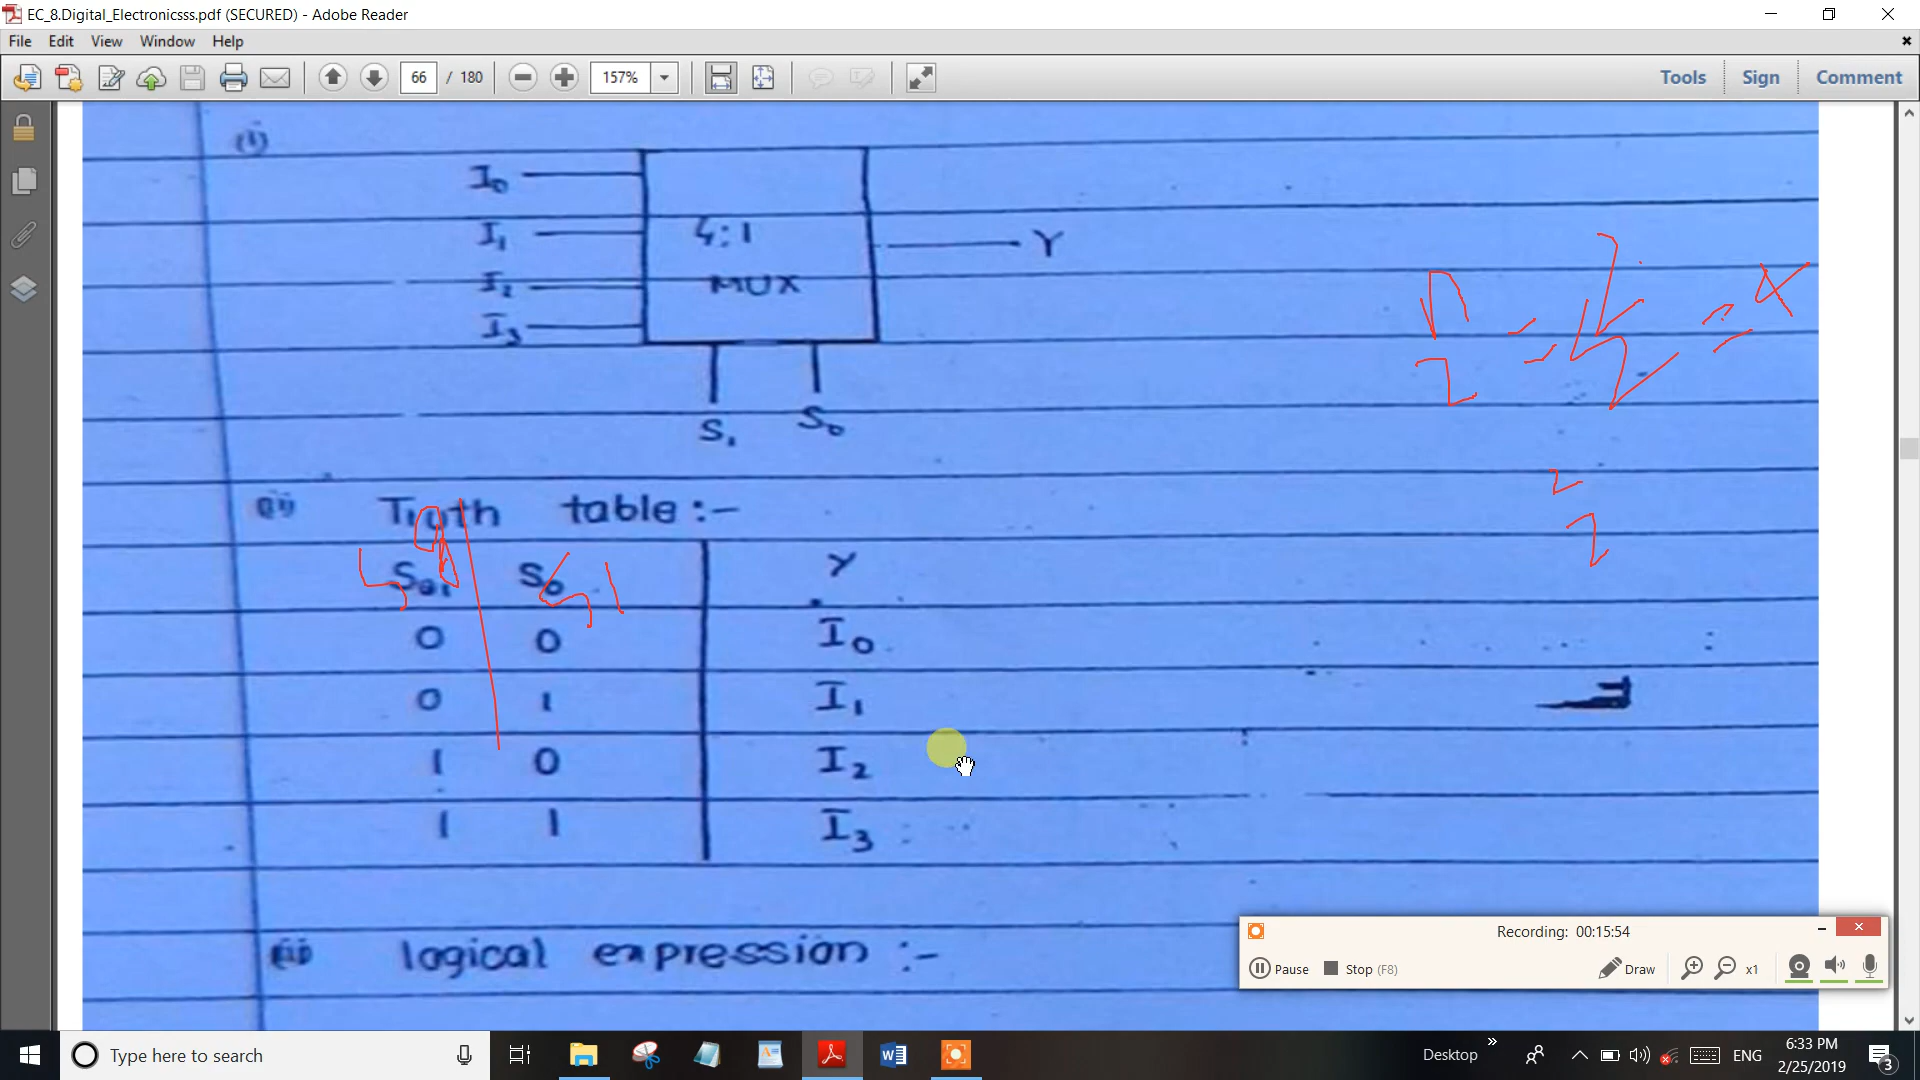 EC_8.Digital_Electronicsss.pdf (SECURED) - Adobe Reader
File Edit View Window Help
66 / 180 157% Tools Sign Comment
(i)
I0
I1 4:1 Y
I2 MUX
I3
S1 S0
(ii) Truth table:-
S0 Y
0 0 I0
0 1 I1
1 0 I2
1 1 I3
(iii) logical expression :-
Recording: 00:15:54
Pause Stop (F8) Draw x1
Type here to search
Desktop » ENG
6:33 PM
2/25/2019
3